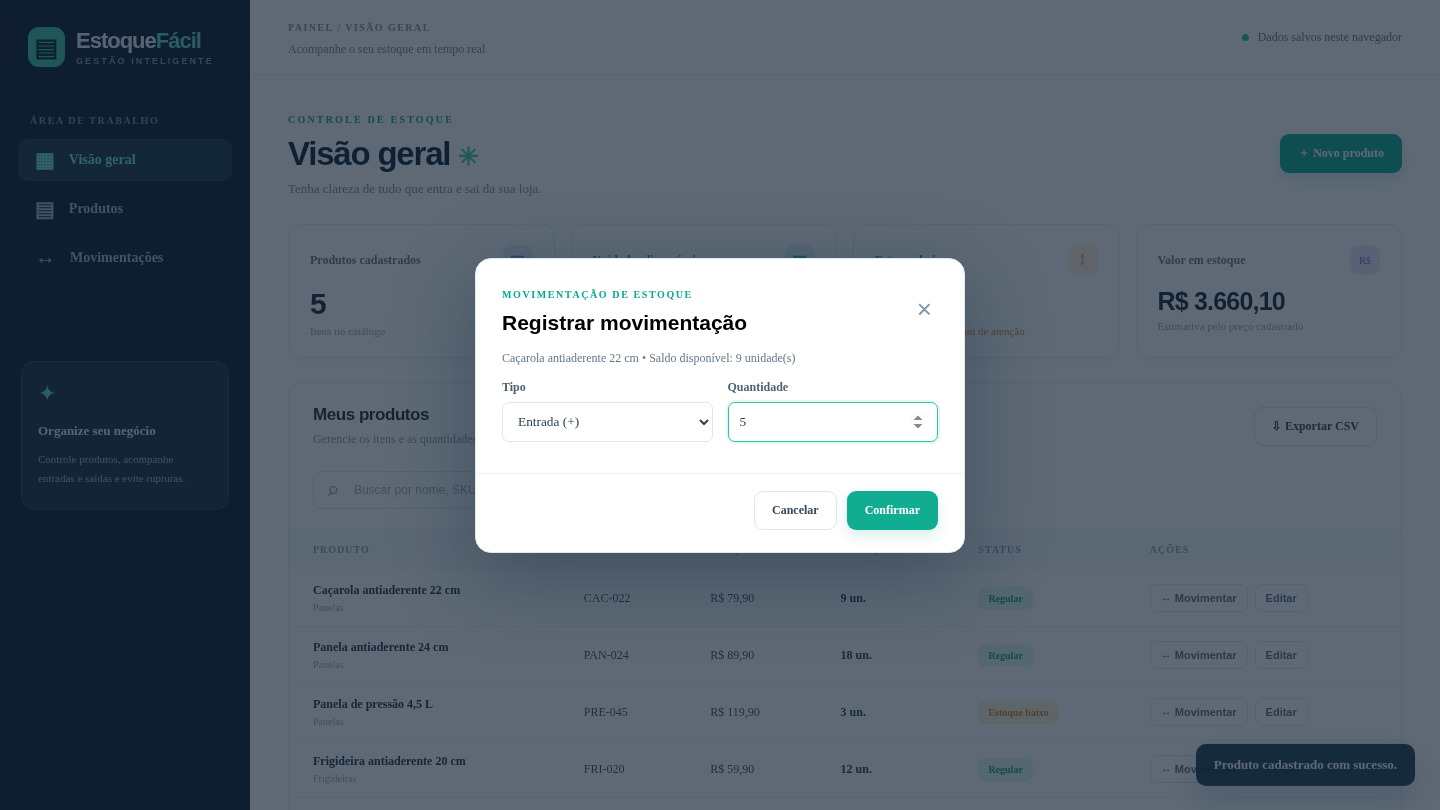 EstoqueFácil
GESTÃO INTELIGENTE
ÁREA DE TRABALHO
Visão geral
Produtos
Movimentações
Organize seu negócio
Controle produtos, acompanhe
entradas e saídas e evite rupturas.
PAINEL / VISÃO GERAL
Acompanhe o seu estoque em tempo real
Dados salvos neste navegador
CONTROLE DE ESTOQUE
Visão geral
Tenha clareza de tudo que entra e sai da sua loja.
+ Novo produto
Produtos cadastrados
5
Itens no catálogo
!
de atenção
Valor em estoque
R$
R$ 3.660,10
Estimativa pelo preço cadastrado
Meus produtos
Gerencie os itens e as quantidades
Exportar CSV
Buscar por nome, SKU
MOVIMENTAÇÃO DE ESTOQUE
Registrar movimentação
Caçarola antiaderente 22 cm • Saldo disponível: 9 unidade(s)
Tipo
Quantidade
Entrada (+)
5
Cancelar
Confirmar
PRODUTO
STATUS
AÇÕES
Caçarola antiaderente 22 cm
Panelas
CAC-022
R$ 79,90
9 un.
Regular
↔ Movimentar
Editar
Panela antiaderente 24 cm
Panelas
PAN-024
R$ 89,90
18 un.
Regular
↔ Movimentar
Editar
Panela de pressão 4,5 L
Panelas
PRE-045
R$ 119,90
3 un.
Estoque baixo
↔ Movimentar
Editar
Frigideira antiaderente 20 cm
Frigideiras
FRI-020
R$ 59,90
12 un.
Regular
Produto cadastrado com sucesso.